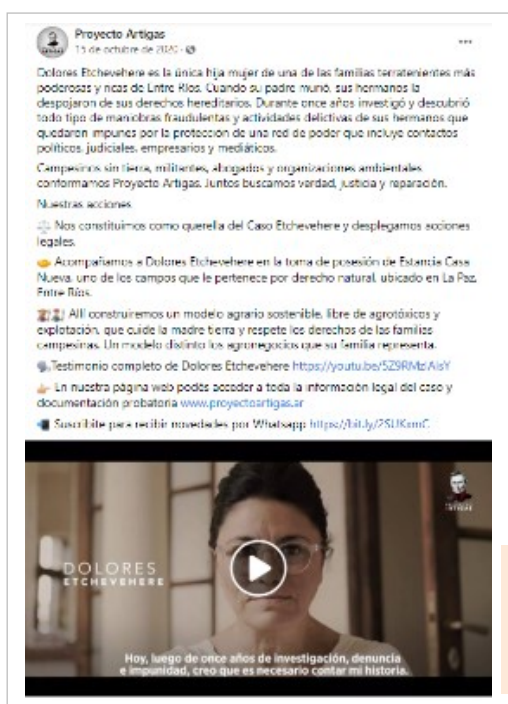 Proyecto Artigas
15 de octubre de 2020
Dolores Etchevehere es la única hija mujer de una de las familias terratenientes más
poderosas y ricas de Entre Ríos. Cuando su padre murió, sus hermanos la
despojaron de sus derechos hereditarios. Durante once años investigó y descubrió
todo tipo de maniobras fraudulentas y actividades delictivas de sus hermanos que
quedaron impunes por la protección de una red de poder que incluye contactos
políticos, judiciales, empresarios y mediáticos.
Campesinos sin tierra, militantes, abogados y organizaciones ambientales
conformamos Proyecto Artigas. Juntos buscamos verdad, justicia y reparación.
Nuestras acciones
Nos constituimos como querella del Caso Etchevehere y desplegamos acciones
legales.
Acompañamos a Dolores Etchevehere en la toma de posesión de Estancia Casa
Nueva, uno de los campos que le pertenece por derecho natural, ubicado en La Paz,
Entre Ríos.
Allí construiremos un modelo agrario sostenible, libre de agrotóxicos y
explotación, que cuide la madre tierra y respete los derechos de las familias
campesinas. Un modelo distinto los agronegocios que su familia representa.
Testimonio completo de Dolores Etchevehere
En nuestra página web podés acceder a toda la información legal del caso y
documentación probatoria www.proyectoartigas.ar
Suscribite para recibir novedades por Whatsapp
DOLORES
ETCHEVEHERE
Hoy, luego de once años de investigación, denuncia
e impunidad, creo que es necesario contar mi historia.